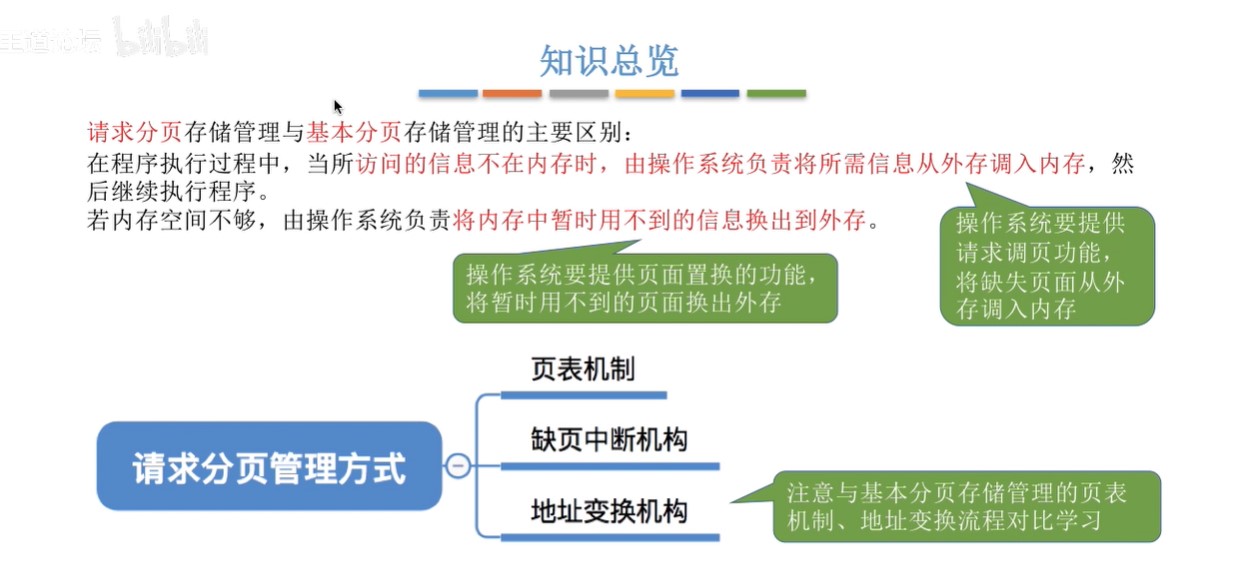 王道论坛 bilibili
知识总览
请求分页存储管理与基本分页存储管理的主要区别：
在程序执行过程中，当所访问的信息不在内存时，由操作系统负责将所需信息从外存调入内存，然
后继续执行程序。
若内存空间不够，由操作系统负责将内存中暂时用不到的信息换出到外存。
操作系统要提供
请求调页功能，
将缺失页面从外
存调入内存
操作系统要提供页面置换的功能，
将暂时用不到的页面换出外存
页表机制
请求分页管理方式
缺页中断机构
地址变换机构
注意与基本分页存储管理的页表
机制、地址变换流程对比学习